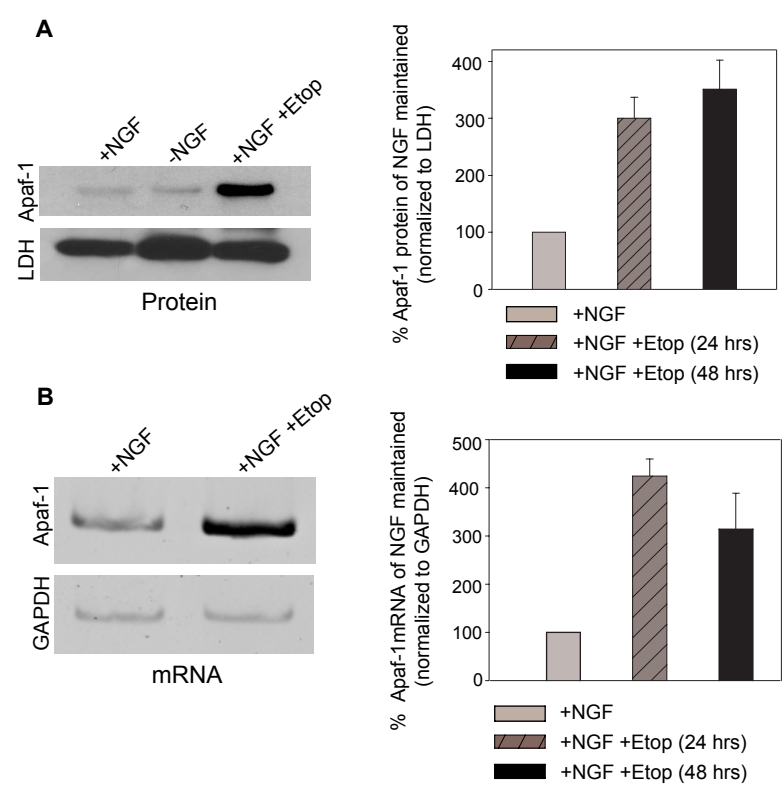 A
+NGF
-NGF
+NGF +Etop
Apaf-1
LDH
Protein
% Apaf-1 protein of NGF maintained
(normalized to LDH)
400
300
200
100
0
+NGF
+NGF +Etop (24 hrs)
+NGF +Etop (48 hrs)
B
+NGF
+NGF +Etop
Apaf-1
GAPDH
mRNA
% Apaf-1mRNA of NGF maintained
(normalized to GAPDH)
500
400
300
200
100
0
+NGF
+NGF +Etop (24 hrs)
+NGF +Etop (48 hrs)